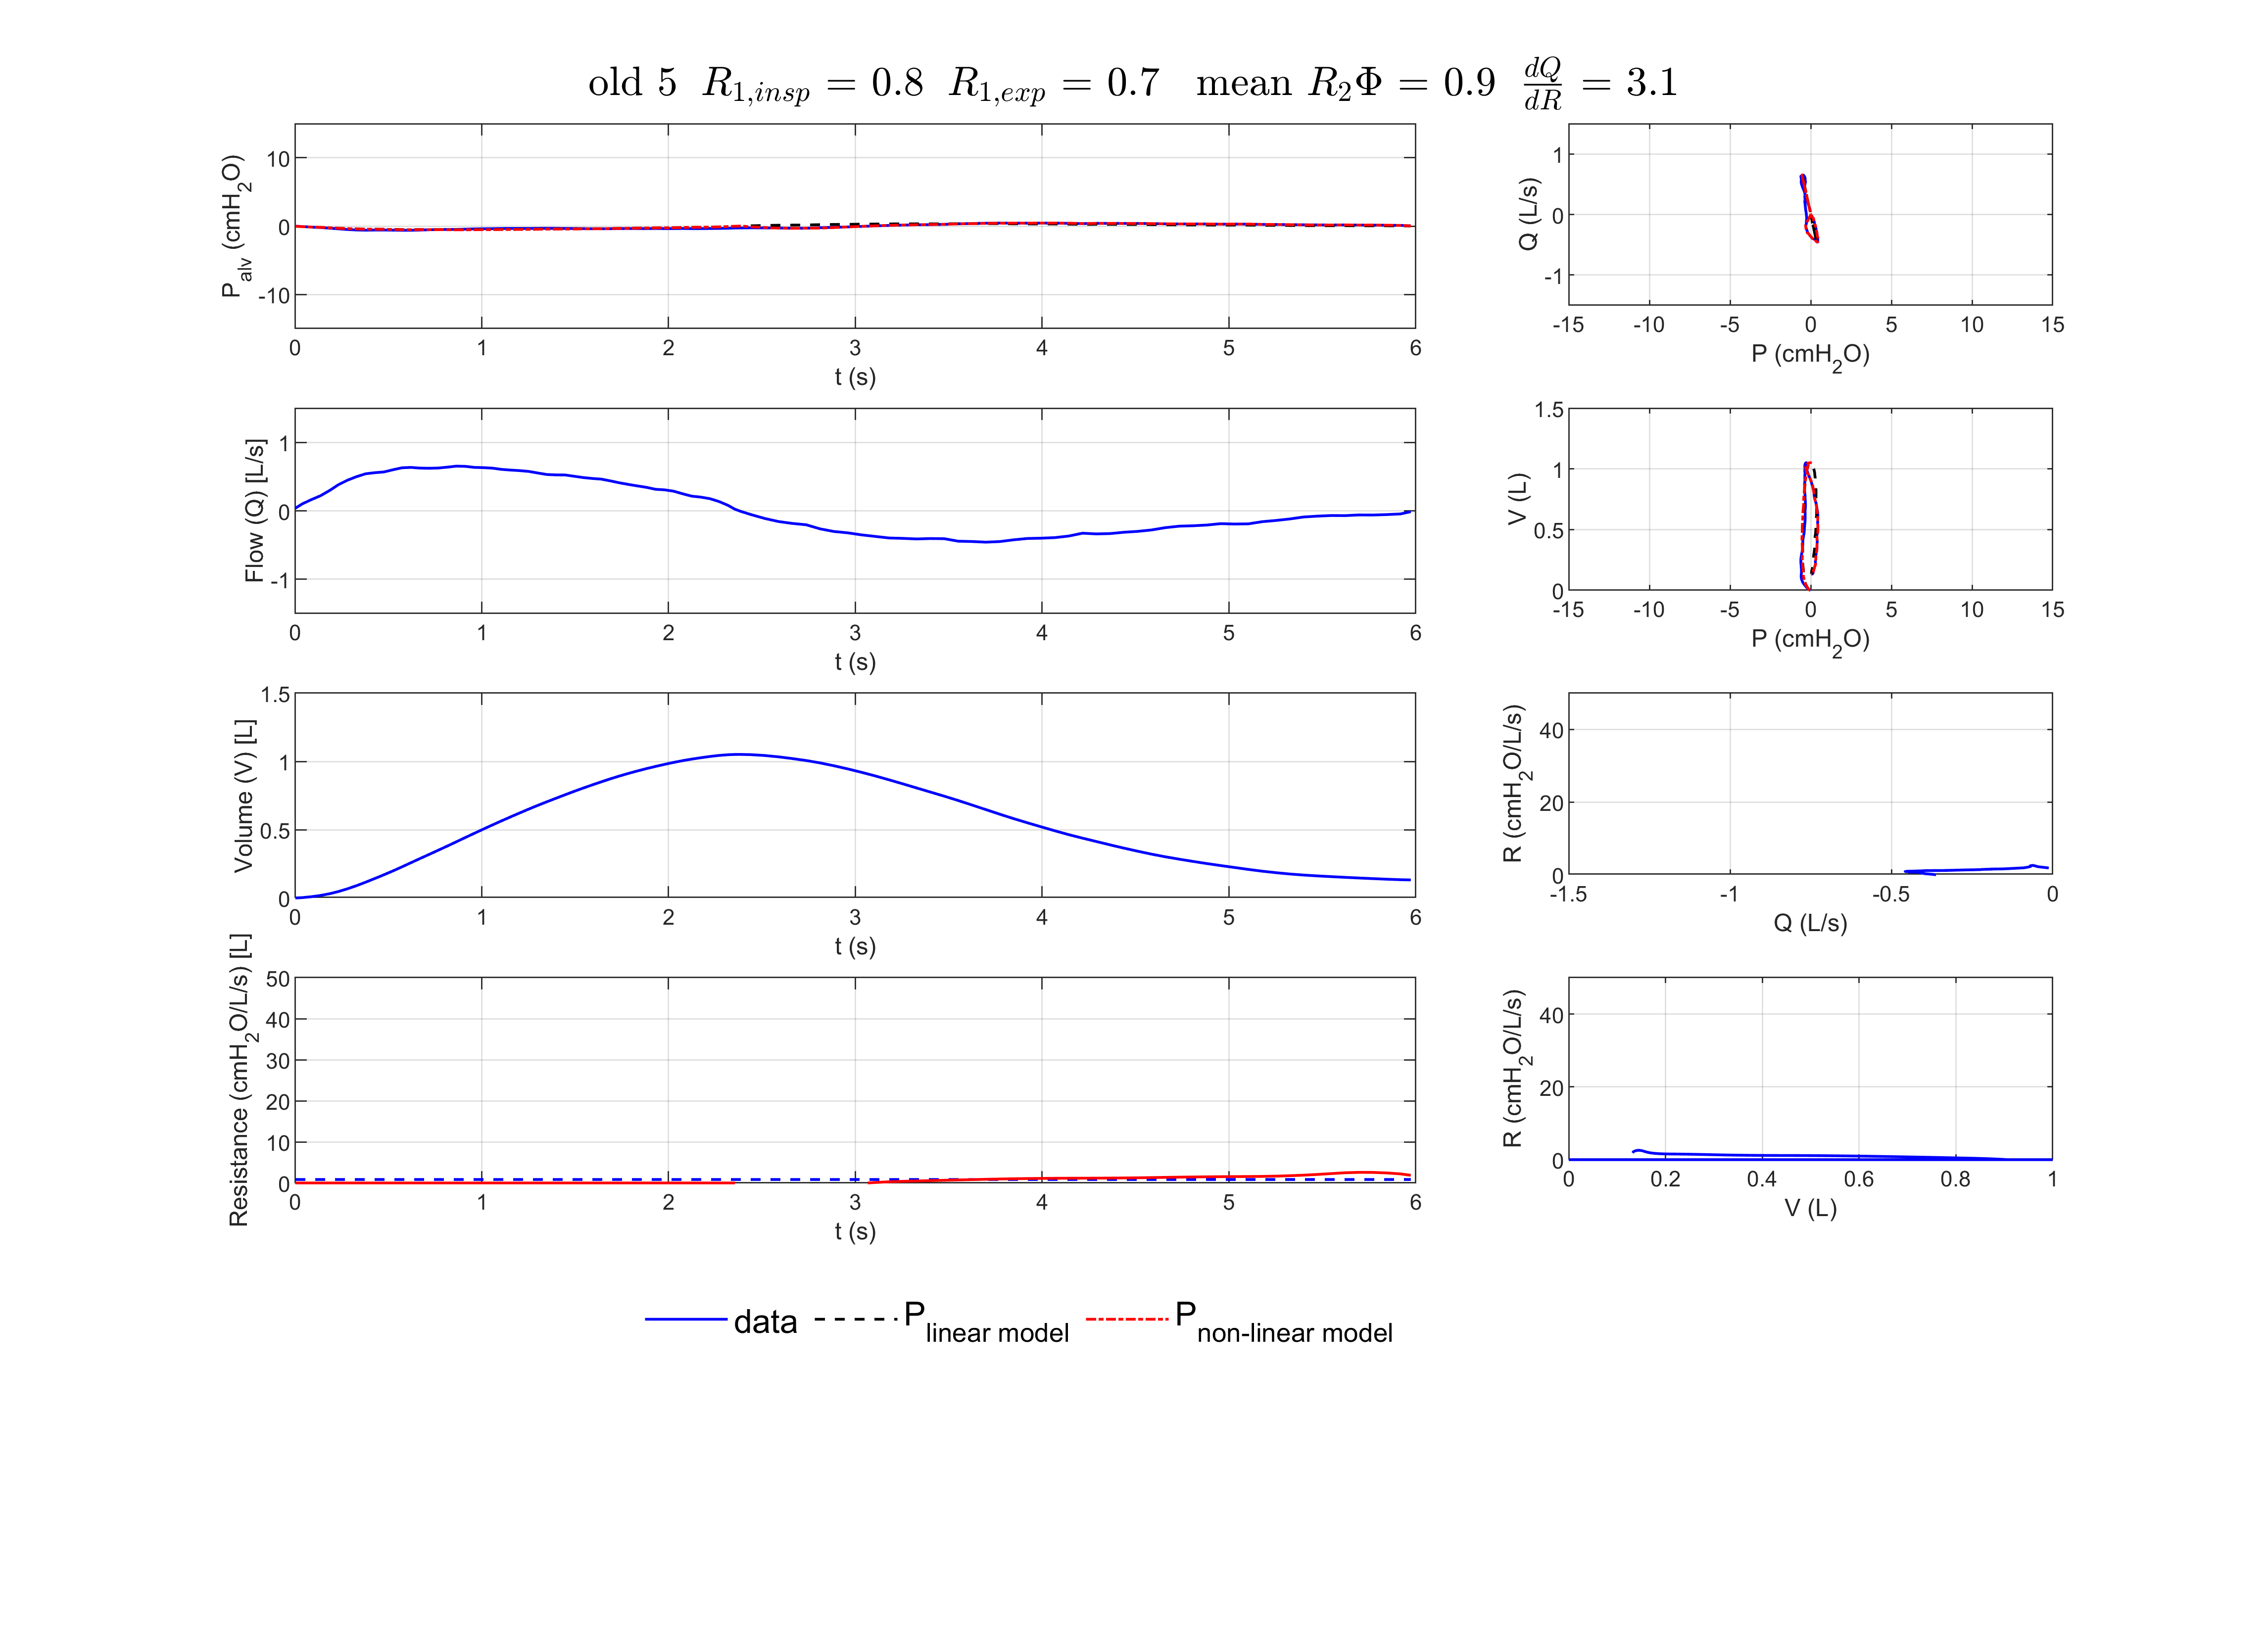 old 5 R1,insp = 0.8 R1,exp = 0.7 mean R2Φ = 0.9 dQ/dR = 3.1
Palv (cmH2O)
10
0
-10
0 1 2 3 4 5 6
t (s)
Q (L/s)
1
0
-1
-15 -10 -5 0 5 10 15
P (cmH2O)
Flow (Q) [L/s]
1
0
-1
0 1 2 3 4 5 6
t (s)
V (L)
1.5
1
0.5
0
-15 -10 -5 0 5 10 15
P (cmH2O)
Volume (V) [L]
1.5
1
0.5
0
0 1 2 3 4 5 6
t (s)
R (cmH2O/L/s)
40
20
0
-1.5 -1 -0.5 0
Q (L/s)
Resistance (cmH2O/L/s) [L]
50
40
30
20
10
0
0 1 2 3 4 5 6
t (s)
R (cmH2O/L/s)
40
20
0
0 0.2 0.4 0.6 0.8 1
V (L)
data Plinear model Pnon-linear model